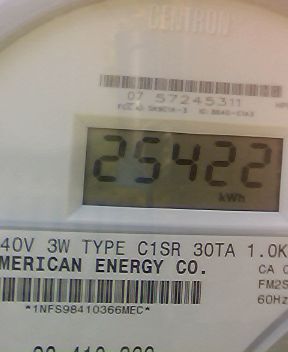 CENTRON
07 57245311
25422
kWh
40V 3W TYPE C1SR 30TA 1.0K
MERICAN ENERGY CO.
CA 0
FM2S
*1NFS98410366MEC*
60Hz